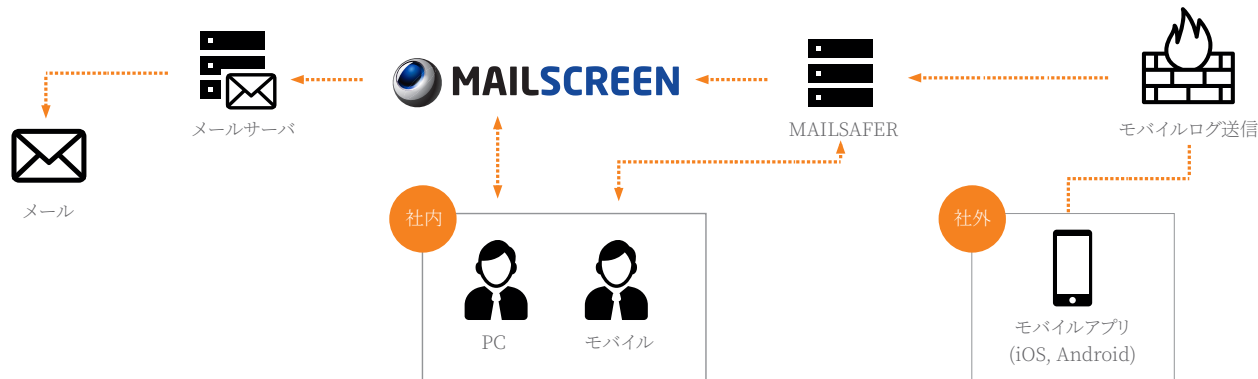 MAILSCREEN
メールサーバ
MAILSAFER
モバイルログ送信
メール
社内
社外
PC
モバイル
モバイルアプリ
(iOS, Android)